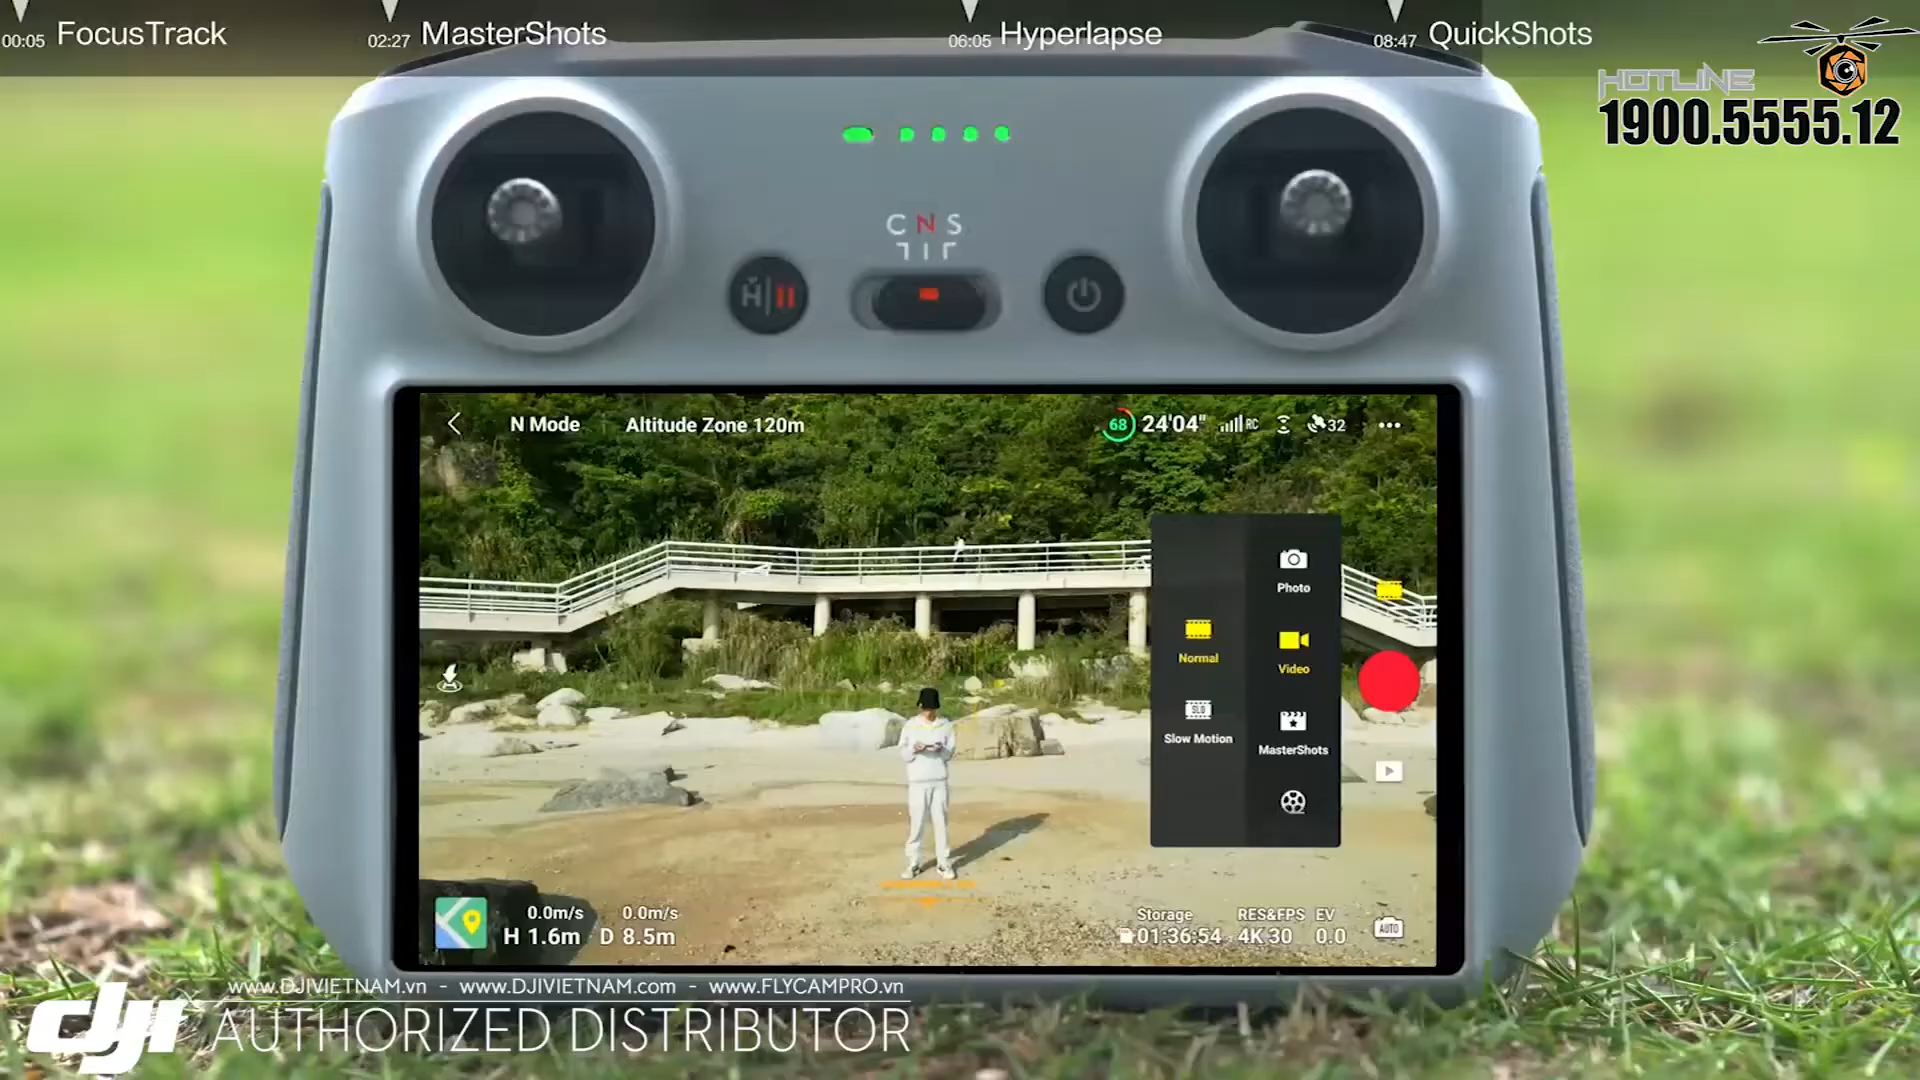 00:05 FocusTrack
02:27 MasterShots
06:05 Hyperlapse
08:47 QuickShots
HOTLINE
1900.5555.12
C N S
H
N Mode
Altitude Zone 120m
68 24'04" RC 32
Photo
Normal
Video
SLO
Slow Motion
MasterShots
0.0m/s 0.0m/s
H 1.6m D 8.5m
Storage RES&FPS EV
01:36:54 4K 30 0.0
AUTO
www.DJIVIETNAM.vn - www.DJIVIETNAM.com - www.FLYCAMPRO.vn
dji AUTHORIZED DISTRIBUTOR